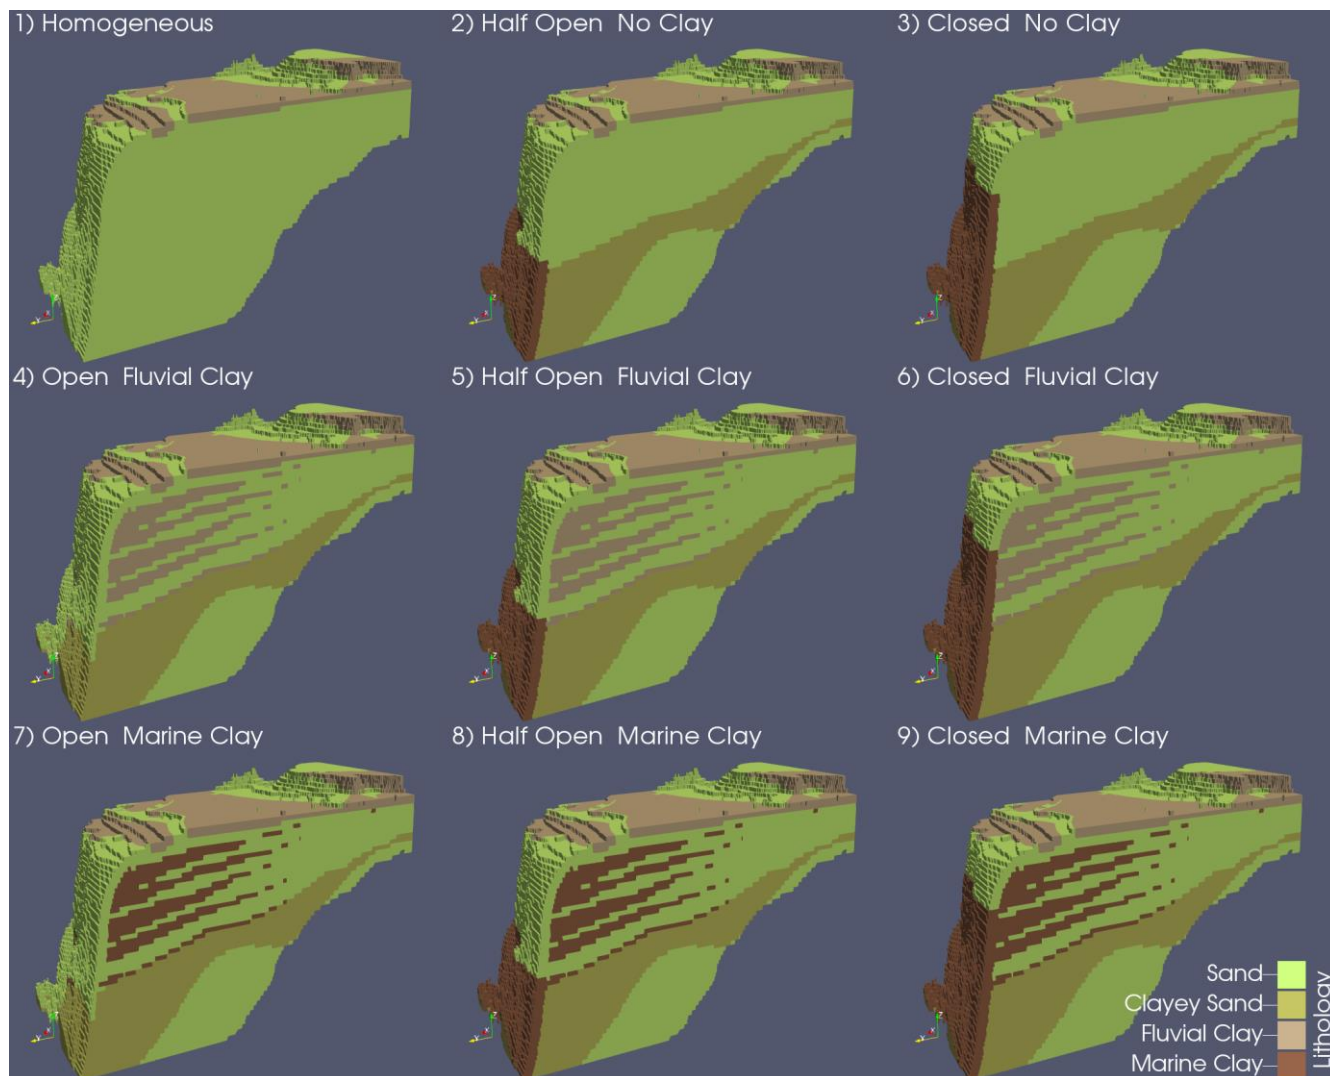 1) Homogeneous
2) Half Open No Clay
3) Closed No Clay
4) Open Fluvial Clay
5) Half Open Fluvial Clay
6) Closed Fluvial Clay
7) Open Marine Clay
8) Half Open Marine Clay
9) Closed Marine Clay
Sand
Clayey Sand
Fluvial Clay
Marine Clay
Lithology